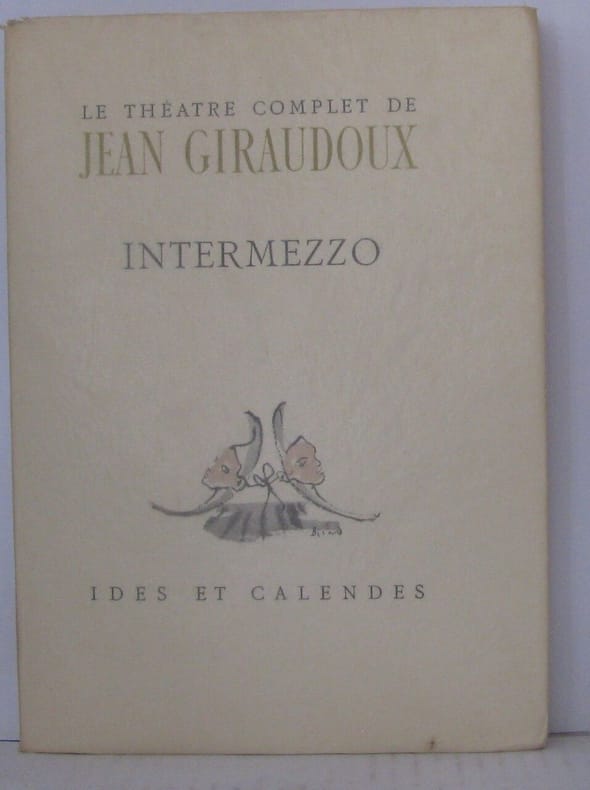 LE THÉATRE COMPLET DE
JEAN GIRAUDOUX
INTERMEZZO
IDES ET CALENDES